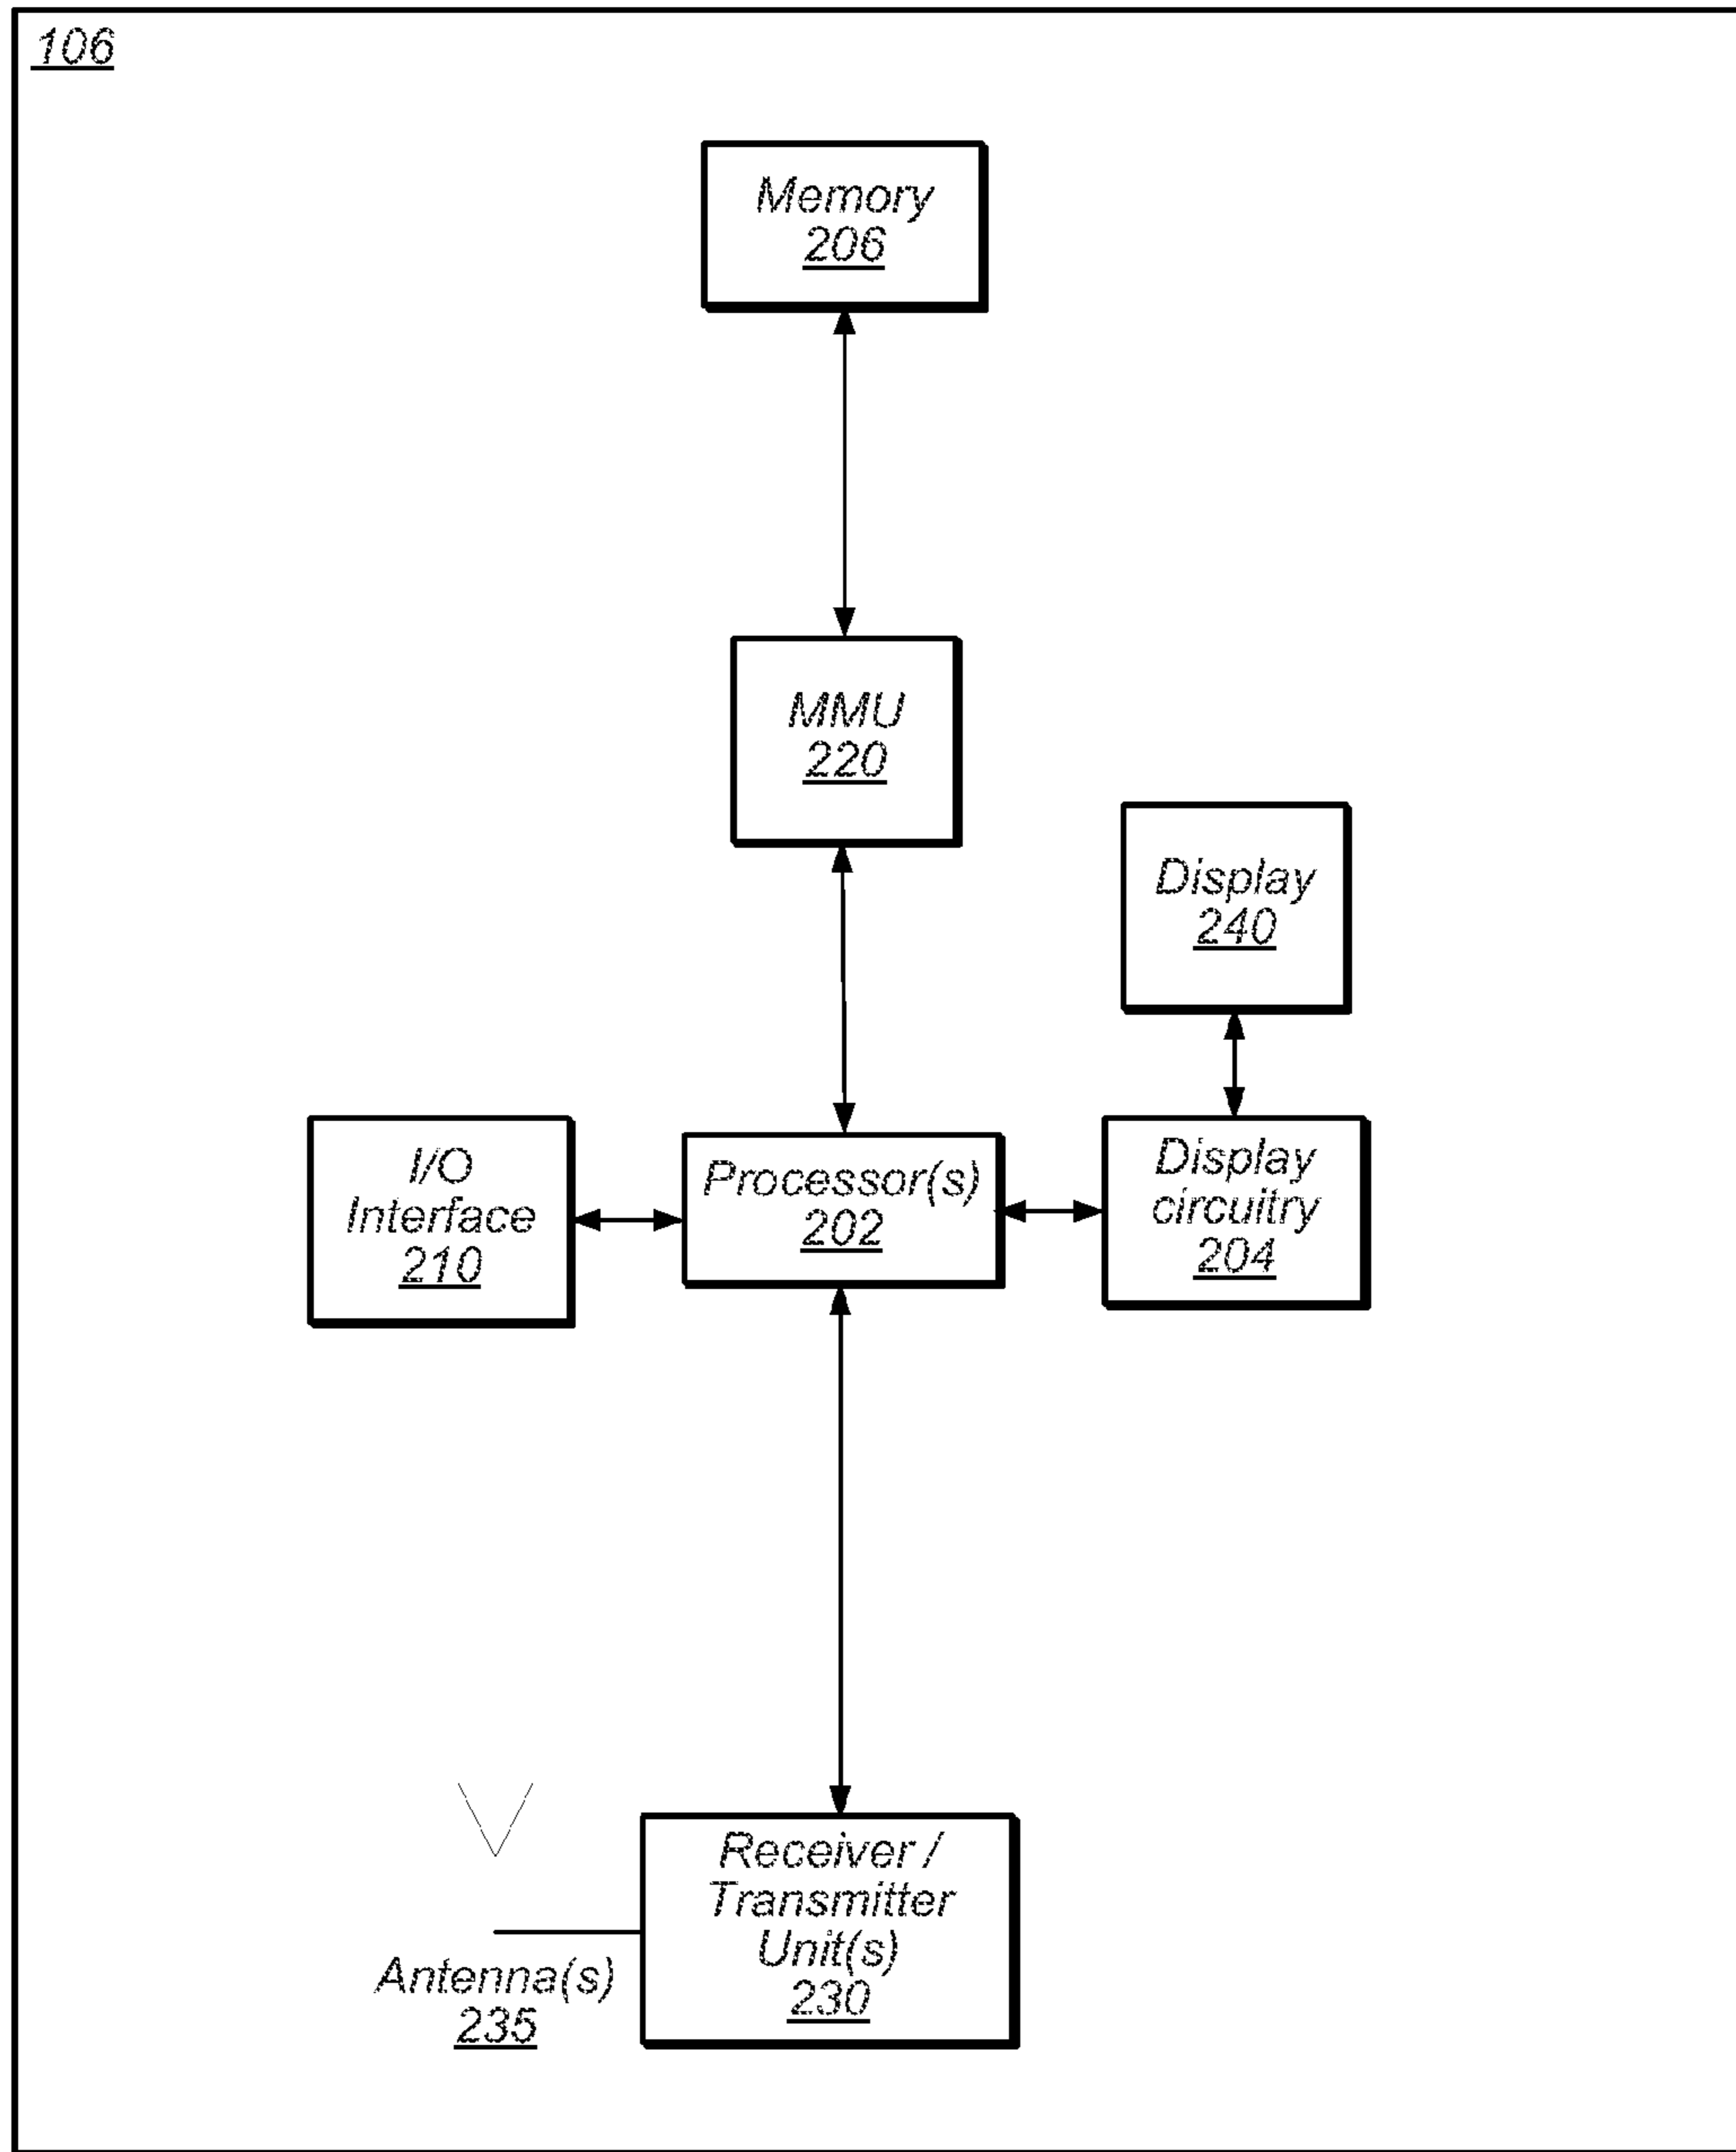 106
Memory
206
MMU
220
Display
240
I/O
Interface
210
Processor(s)
202
Display
circuitry
204
Receiver /
Transmitter
Unit(s)
230
Antenna(s)
235